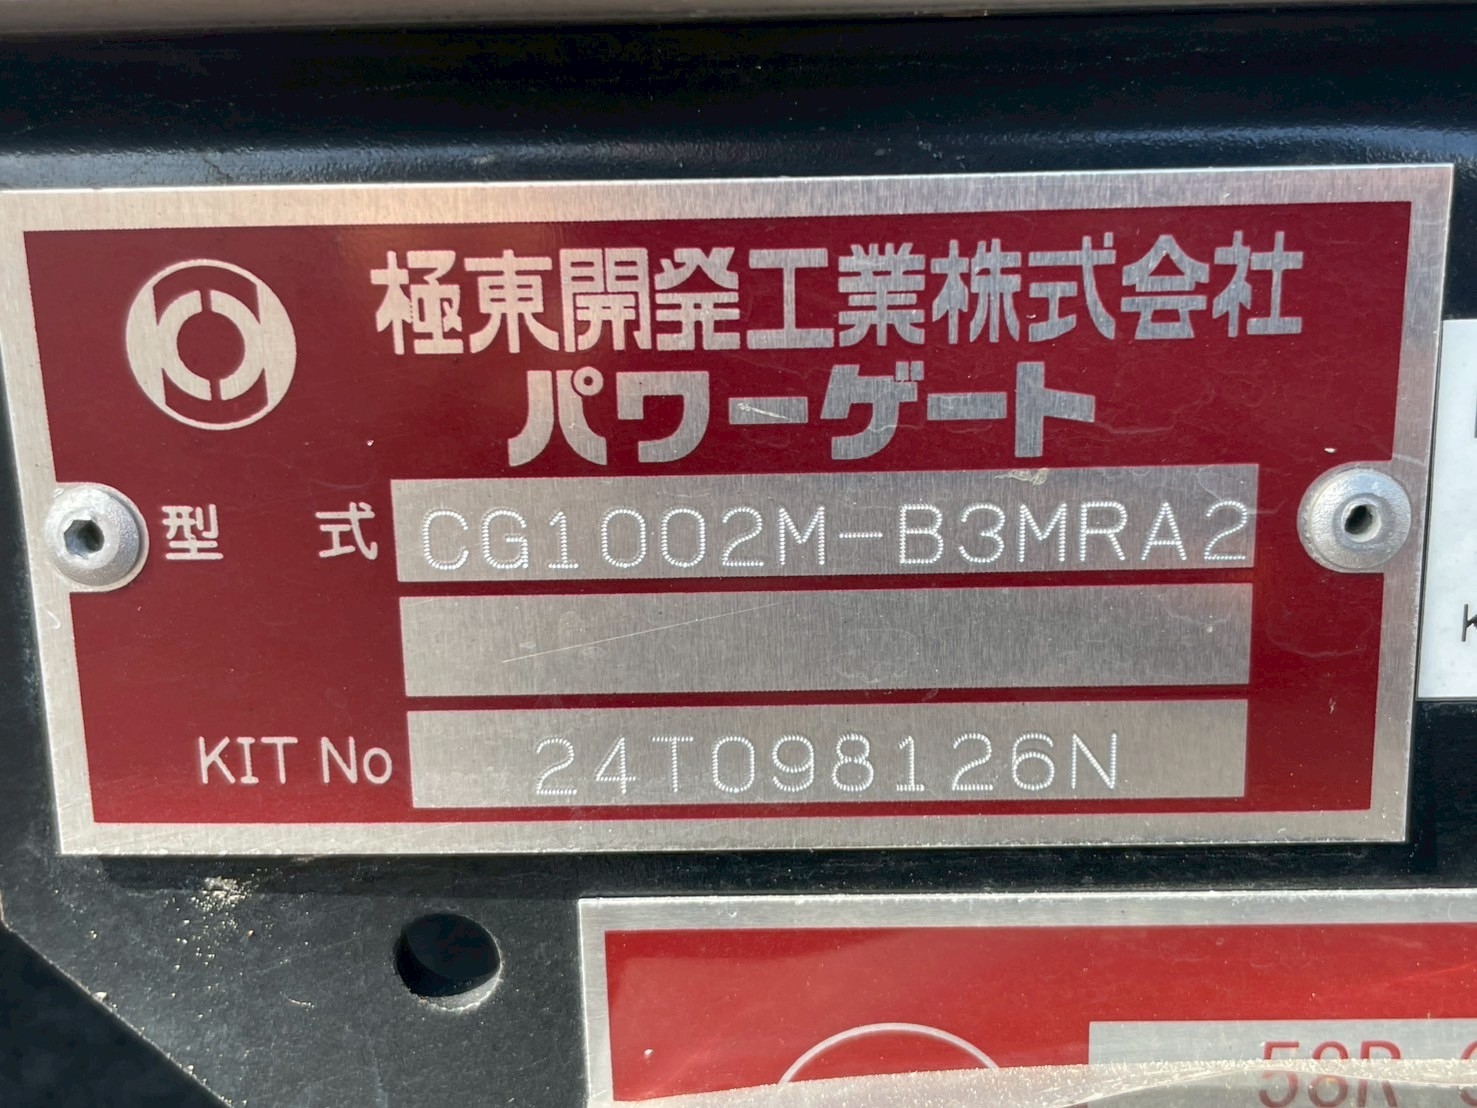 極東開発工業株式会社
パワーゲート
型 式 CG1002M-B3MRA2
KIT No 24T098126N
58R